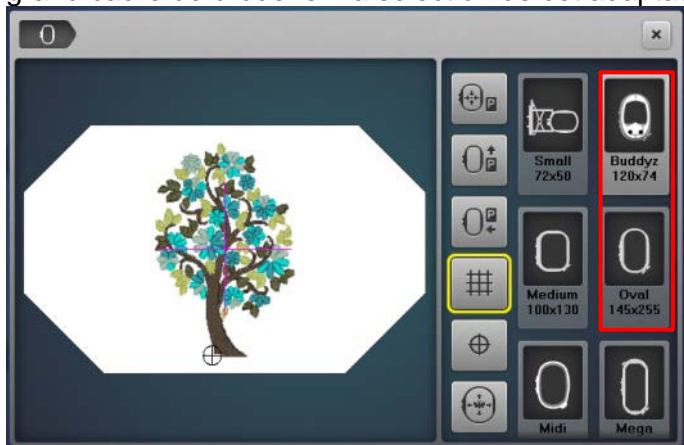 P
Small
72x50
Buddyz
120x74
P
P
Medium
100x130
Oval
145x255
Midi
Mega